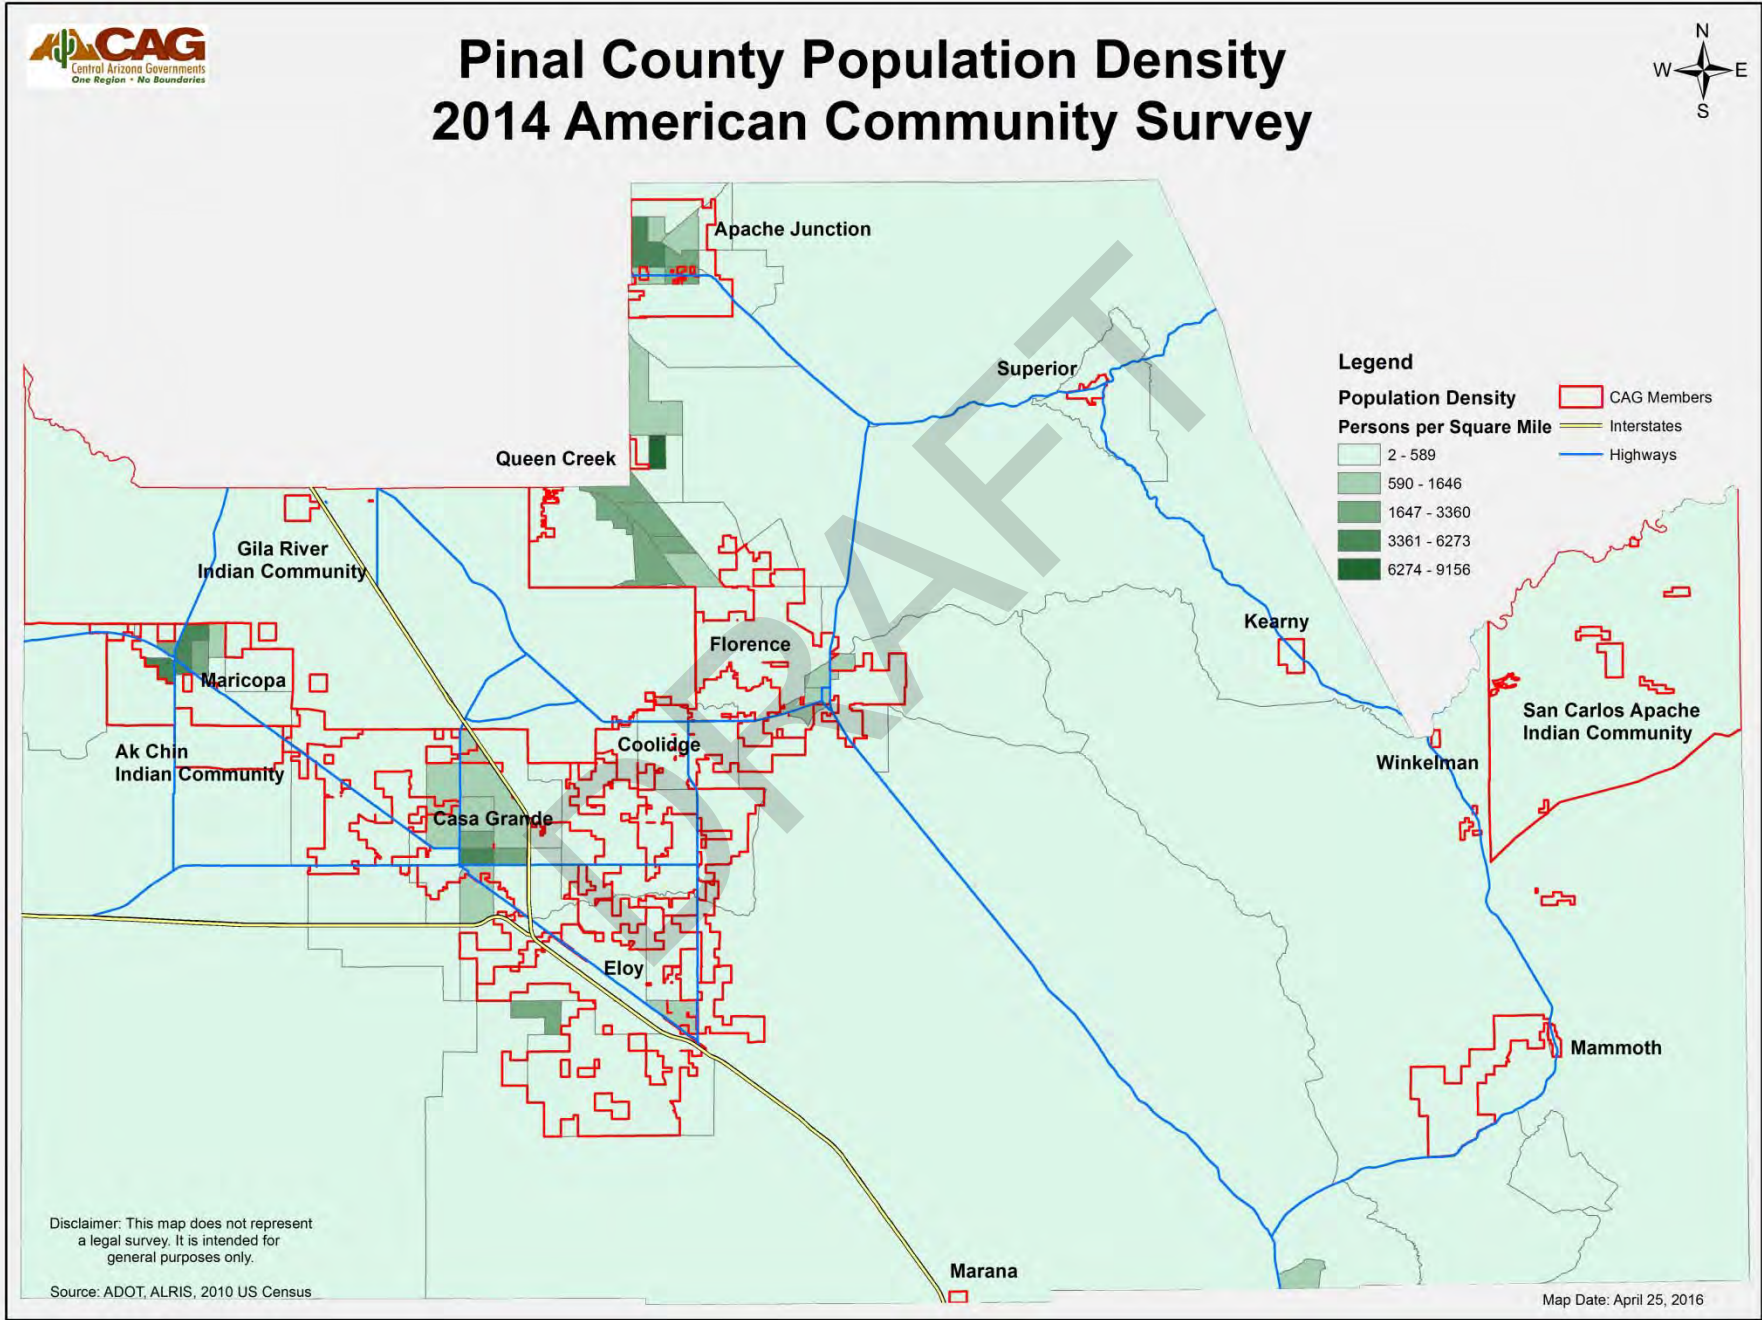 CAG
Central Arizona Governments
One Region • No Boundaries
Pinal County Population Density
2014 American Community Survey
N
W E
S
Apache Junction
Superior
Queen Creek
Legend
Population Density
Persons per Square Mile
2 - 589
590 - 1646
1647 - 3360
3361 - 6273
6274 - 9156
CAG Members
Interstates
Highways
Gila River
Indian Community
Kearny
Florence
Maricopa
San Carlos Apache
Indian Community
Ak Chin
Indian Community
Coolidge
Winkelman
Casa Grande
Eloy
Mammoth
Marana
DRAFT
Disclaimer: This map does not represent
a legal survey. It is intended for
general purposes only.
Source: ADOT, ALRIS, 2010 US Census
Map Date: April 25, 2016